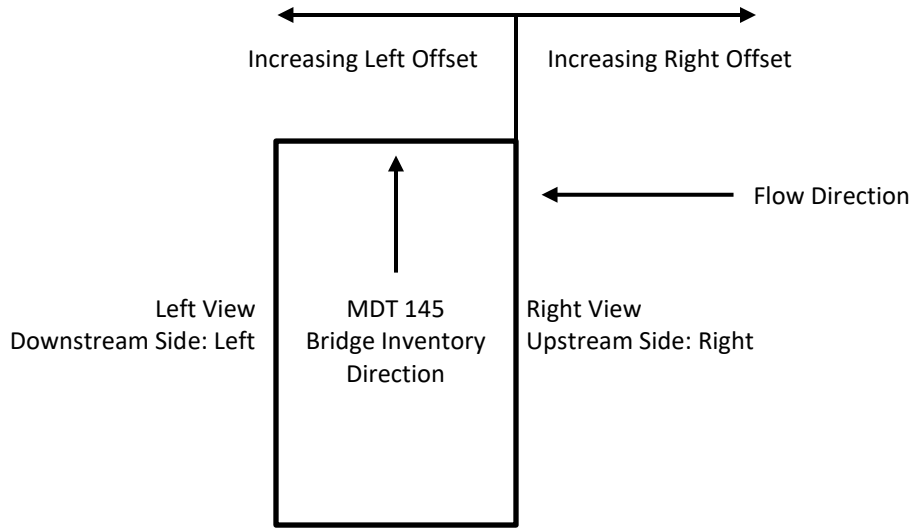 Increasing Left Offset
Increasing Right Offset
Flow Direction
Left View
Downstream Side: Left
MDT 145
Bridge Inventory
Direction
Right View
Upstream Side: Right